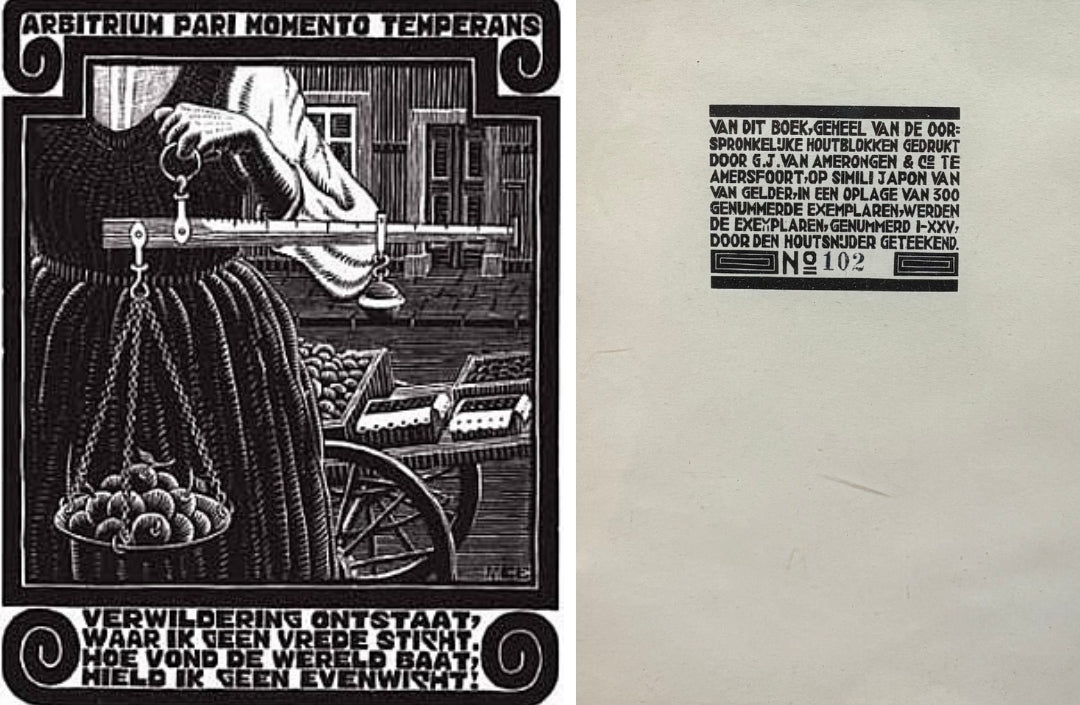 ARBITRIUM PARI MOMENTO TEMPERANS
MCE
VERWILDERING ONTSTAAT,
WAAR IK GEEN VREDE STICHT.
HOE VOND DE WERELD BAAT,
HIELD IK GEEN EVENWICHT!
VAN DIT BOEK, GEHEEL VAN DE OOR=
SPRONKELIJKE HOUTBLOKKEN GEDRUKT
DOOR G.J. VAN AMERONGEN & Cº TE
AMERSFOORT, OP SIMILI JAPON VAN
VAN GELDER, IN EEN OPLAGE VAN 300
GENUMMERDE EXEMPLAREN, WERDEN
DE EXEMPLAREN, GENUMMERD I-XXV,
DOOR DEN HOUTSNIJDER GETEEKEND.
Nº 102